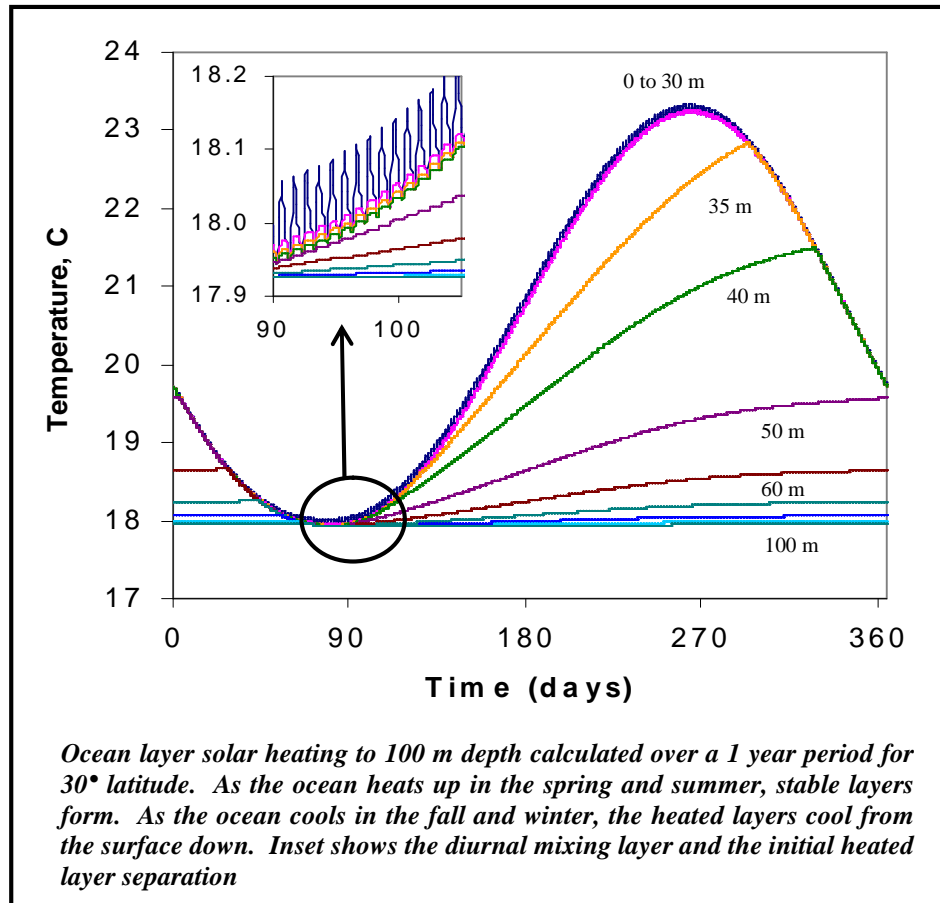 24
23
22
21
20
19
18
17
Temperature, C
18.2
18.1
18.0
17.9
90 100
0 to 30 m
35 m
40 m
50 m
60 m
100 m
0 90 180 270 360
Time (days)
Ocean layer solar heating to 100 m depth calculated over a 1 year period for
30° latitude. As the ocean heats up in the spring and summer, stable layers
form. As the ocean cools in the fall and winter, the heated layers cool from
the surface down. Inset shows the diurnal mixing layer and the initial heated
layer separation